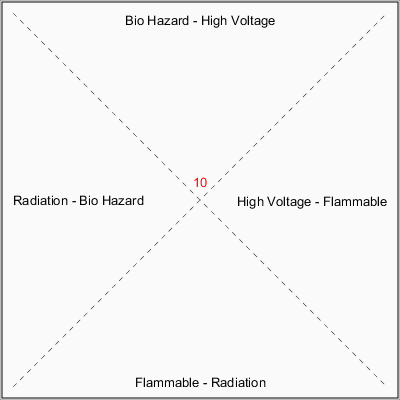 Bio Hazard - High Voltage
10
Radiation - Bio Hazard
High Voltage - Flammable
Flammable - Radiation